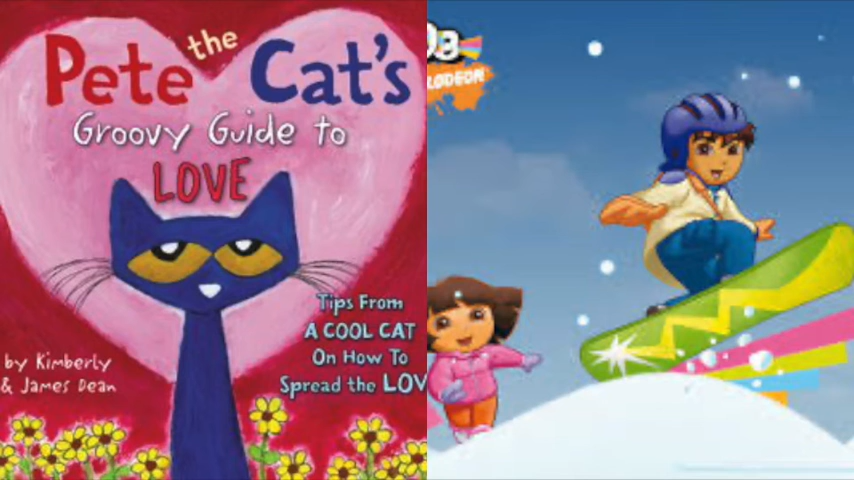 Pete the Cat's
Groovy Guide to
LOVE
Tips From
A COOL CAT
On How To
Spread the LOV
by Kimberly
& James Dean
LODEON